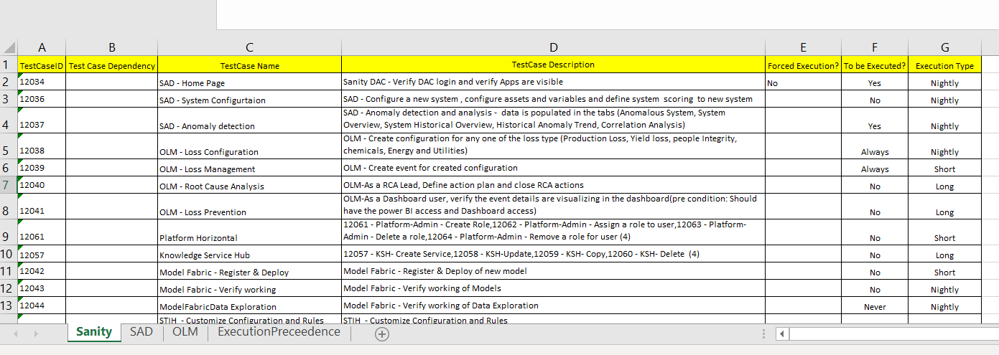 A B C D E F G
1 TestCaseID Test Case Dependency TestCase Name TestCase Description Forced Execution? To be Executed? Execution Type
2 12034 SAD - Home Page Sanity DAC - Verify DAC login and verify Apps are visible No Yes Nightly
3 12036 SAD - System Configurtaion SAD - Configure a new system , configure assets and variables and define system scoring to new system No Nightly
4 12037 SAD - Anomaly detection SAD - Anomaly detection and analysis - data is populated in the tabs (Anomalous System, System
Overview, System Historical Overview, Historical Anomaly Trend, Correlation Analysis) Yes Nightly
5 12038 OLM - Loss Configuration OLM - Create configuration for any one of the loss type (Production Loss, Yield loss, people Integrity,
chemicals, Energy and Utilities) Always Nightly
6 12039 OLM - Loss Management OLM - Create event for created configuration Always Short
7 12040 OLM - Root Cause Analysis OLM-As a RCA Lead, Define action plan and close RCA actions No Long
8 12041 OLM - Loss Prevention OLM-As a Dashboard user, verify the event details are visualizing in the dashboard(pre condition: Should
have the power BI access and Dashboard access) No Long
9 12061 Platform Horizontal 12061 - Platform-Admin - Create Role,12062 - Platform-Admin - Assign a role to user,12063 - Platform-
Admin - Delete a role,12064 - Platform-Admin - Remove a role for user (4) No Short
10 12057 Knowledge Service Hub 12057 - KSH- Create Service,12058 - KSH-Update,12059 - KSH- Copy,12060 - KSH- Delete (4) No Long
11 12042 Model Fabric - Register & Deploy Model Fabric - Register & Deploy of new model No Short
12 12043 Model Fabric - Verify working Model Fabric - Verify working of Models No Nightly
13 12044 ModelFabricData Exploration Model Fabric - Verify working of Data Exploration Never Nightly
STIH - Customize Configuration and Rules STIH - Customize Configuration and Rules
Sanity SAD OLM ExecutionPreceedence